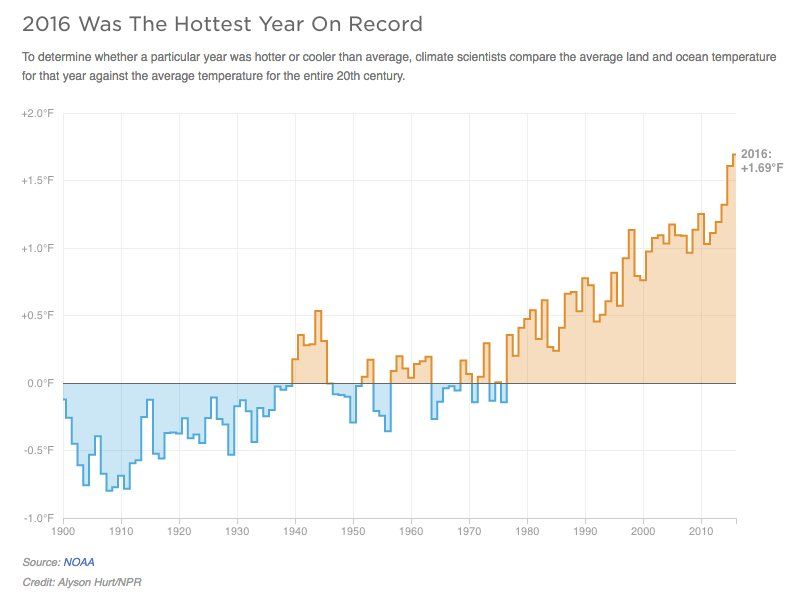 2016 Was The Hottest Year On Record
To determine whether a particular year was hotter or cooler than average, climate scientists compare the average land and ocean temperature
for that year against the average temperature for the entire 20th century.
+2.0°F
2016:
+1.69°F
+1.5°F
+1.0°F
+0.5°F
0.0°F
-0.5°F
-1.0°F
1900 1910 1920 1930 1940 1950 1960 1970 1980 1990 2000 2010
Source: NOAA
Credit: Alyson Hurt/NPR